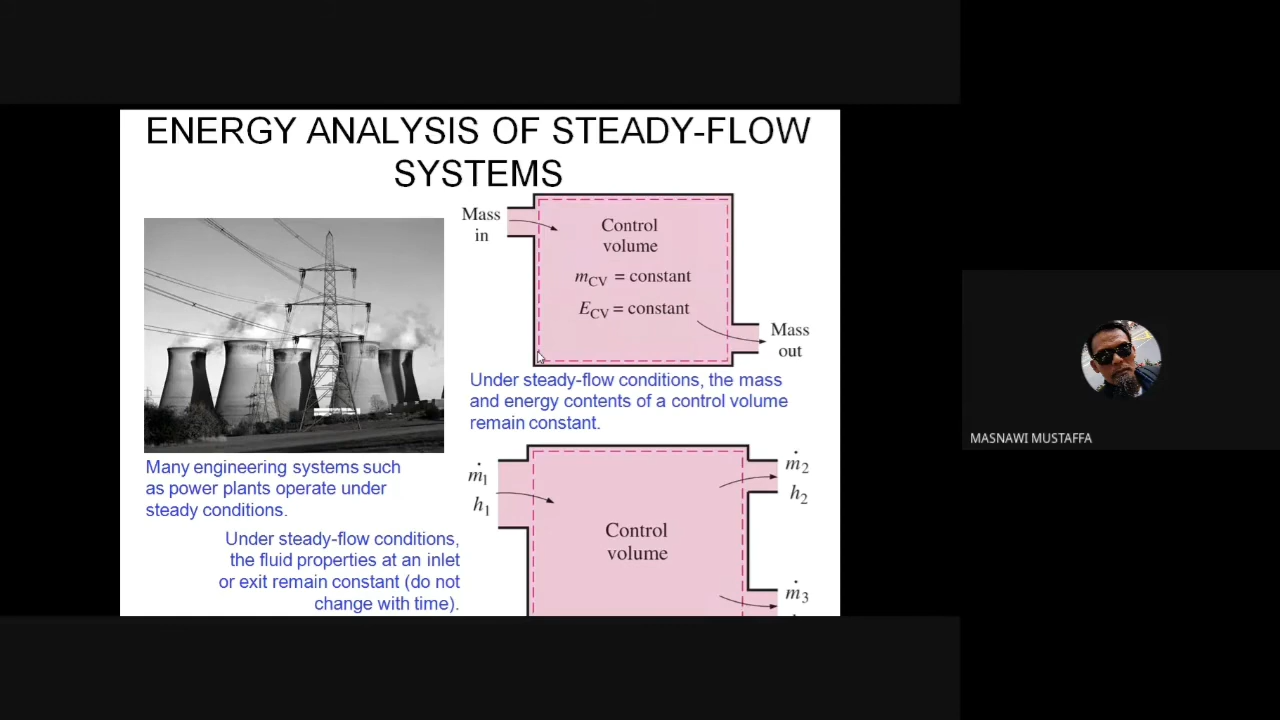 ENERGY ANALYSIS OF STEADY-FLOW
SYSTEMS
Mass
in
Control
volume
mCV = constant
ECV = constant
Mass
out
Under steady-flow conditions, the mass
and energy contents of a control volume
remain constant.
Many engineering systems such
as power plants operate under
steady conditions.
Under steady-flow conditions,
the fluid properties at an inlet
or exit remain constant (do not
change with time).
ṁ1
h1
Control
volume
ṁ2
h2
ṁ3
MASNAWI MUSTAFFA